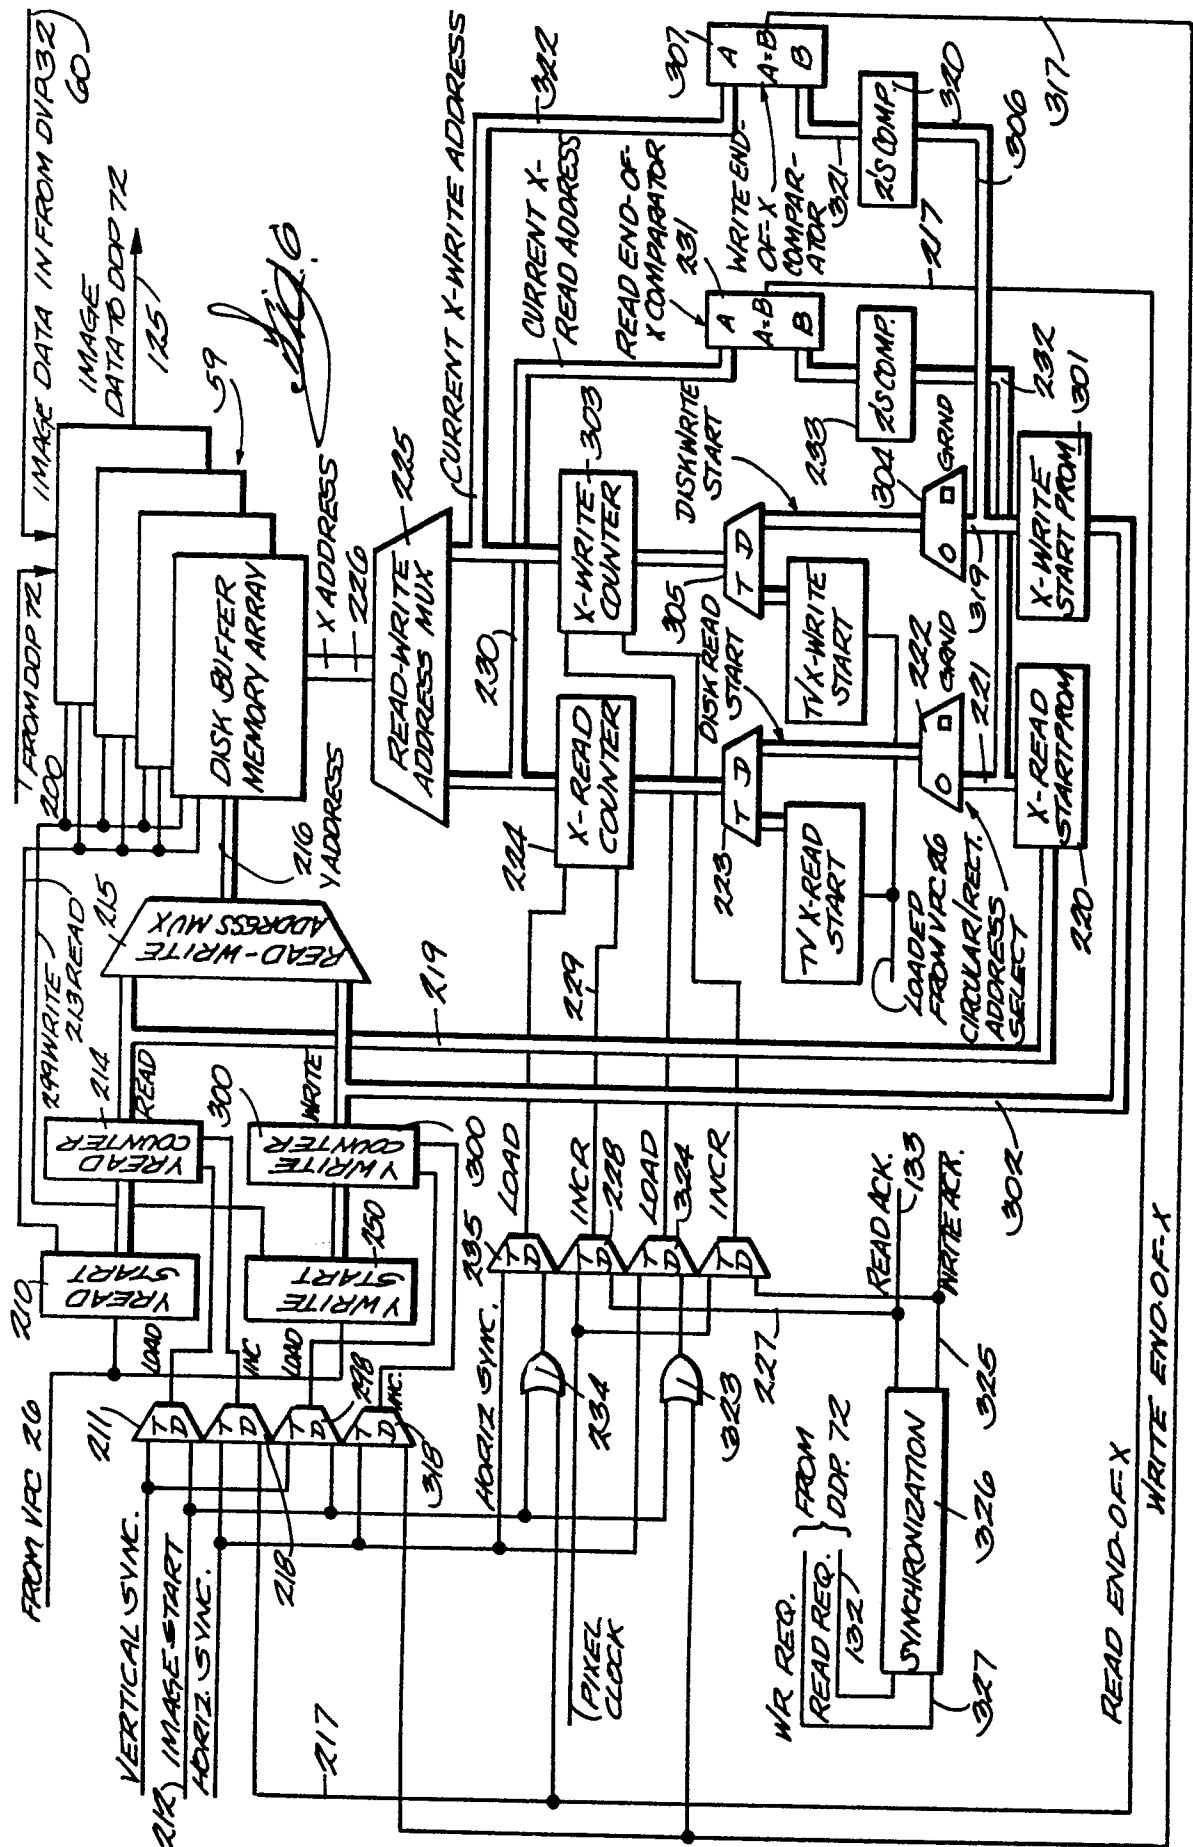 FROM VPC 26
VERTICAL SYNC.
212
IMAGE START
HORIZ. SYNC.
217
211
T D
T D
T D
T D
LOAD
INC
LOAD
INC.
218
298
318
210
Y READ
START
Y WRITE
START
250
299 WRITE
213 READ
214
Y READ
COUNTER
READ
300
WRITE
Y WRITE
COUNTER
300
215
READ-WRITE
ADDRESS MUX
216
Y ADDRESS
219
302
FROM DDP 72
200
IMAGE DATA IN FROM DVP 32
60
IMAGE
DATA TO DDP 72
125
59
DISK BUFFER
MEMORY ARRAY
X ADDRESS
226
READ-WRITE
ADDRESS MUX
225
CURRENT X-WRITE ADDRESS
322
230
CURRENT X-
READ ADDRESS
READ END-OF-
X COMPARATOR
231
A
A=B
B
WRITE END-
OF-X
COMPAR-
ATOR
307
A
A=B
B
317
321
2'S COMP.
320
306
217
2'S COMP.
233
232
X-READ
COUNTER
224
X-WRITE
COUNTER
303
DISK READ
START
DISK WRITE
START
223
T D
305
T D
TV X-READ
START
TV X-WRITE
START
LOADED
FROM VPC 26
CIRCULAR/RECT.
ADDRESS
SELECT
222
GRND
221
304
GRND
319
X-READ
START PROM
220
X-WRITE
START PROM
301
HORIZ. SYNC.
235
T D
T D
T D
T D
LOAD
INCR
LOAD
INCR
228
324
229
234
323
227
PIXEL
CLOCK
WR REQ.
READ REQ.
FROM
DDP. 72
132
SYNCHRONIZATION
326
327
325
READ ACK.
133
WRITE ACK.
READ END-OF-X
WRITE END-OF-X